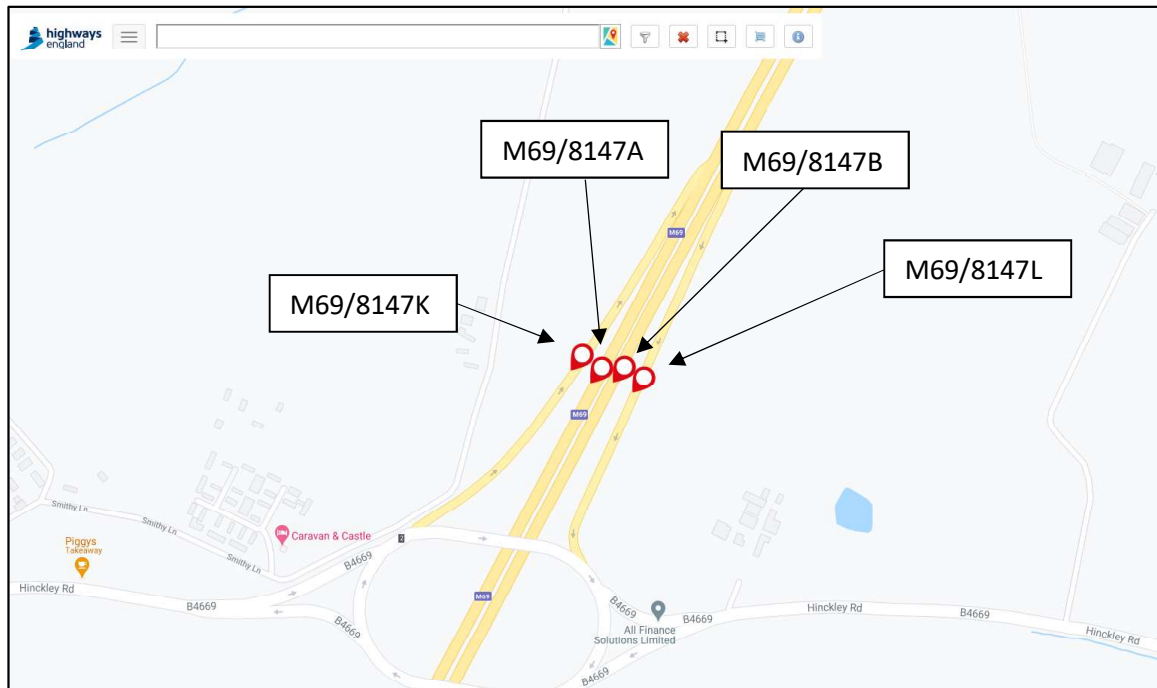 highways
england
M69/8147A
M69/8147B
M69
M69/8147L
M69/8147K
M69
Smithy Ln
Smithy Ln
Caravan & Castle
2
Piggys
Takeaway
B4669
Smithy Ln
Hinckley Rd
B4669
M69
B4669
Hinckley Rd
B4669
All Finance
Solutions Limited
B4669
Hinckley Rd
B4669
B4669